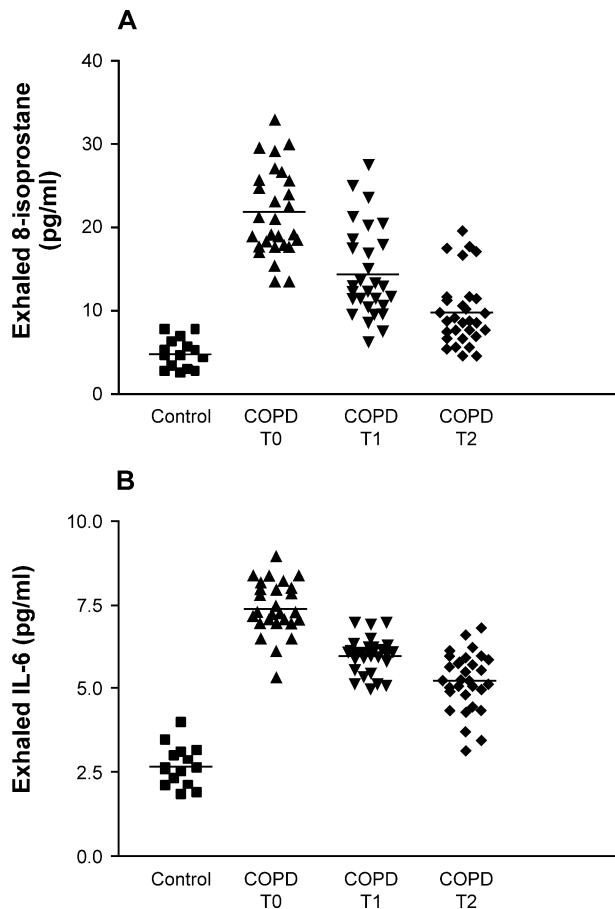 A
Exhaled 8-isoprostane
(pg/ml)
40
30
20
10
0
Control
COPD
T0
COPD
T1
COPD
T2
B
Exhaled IL-6 (pg/ml)
10.0
7.5
5.0
2.5
0.0
Control
COPD
T0
COPD
T1
COPD
T2